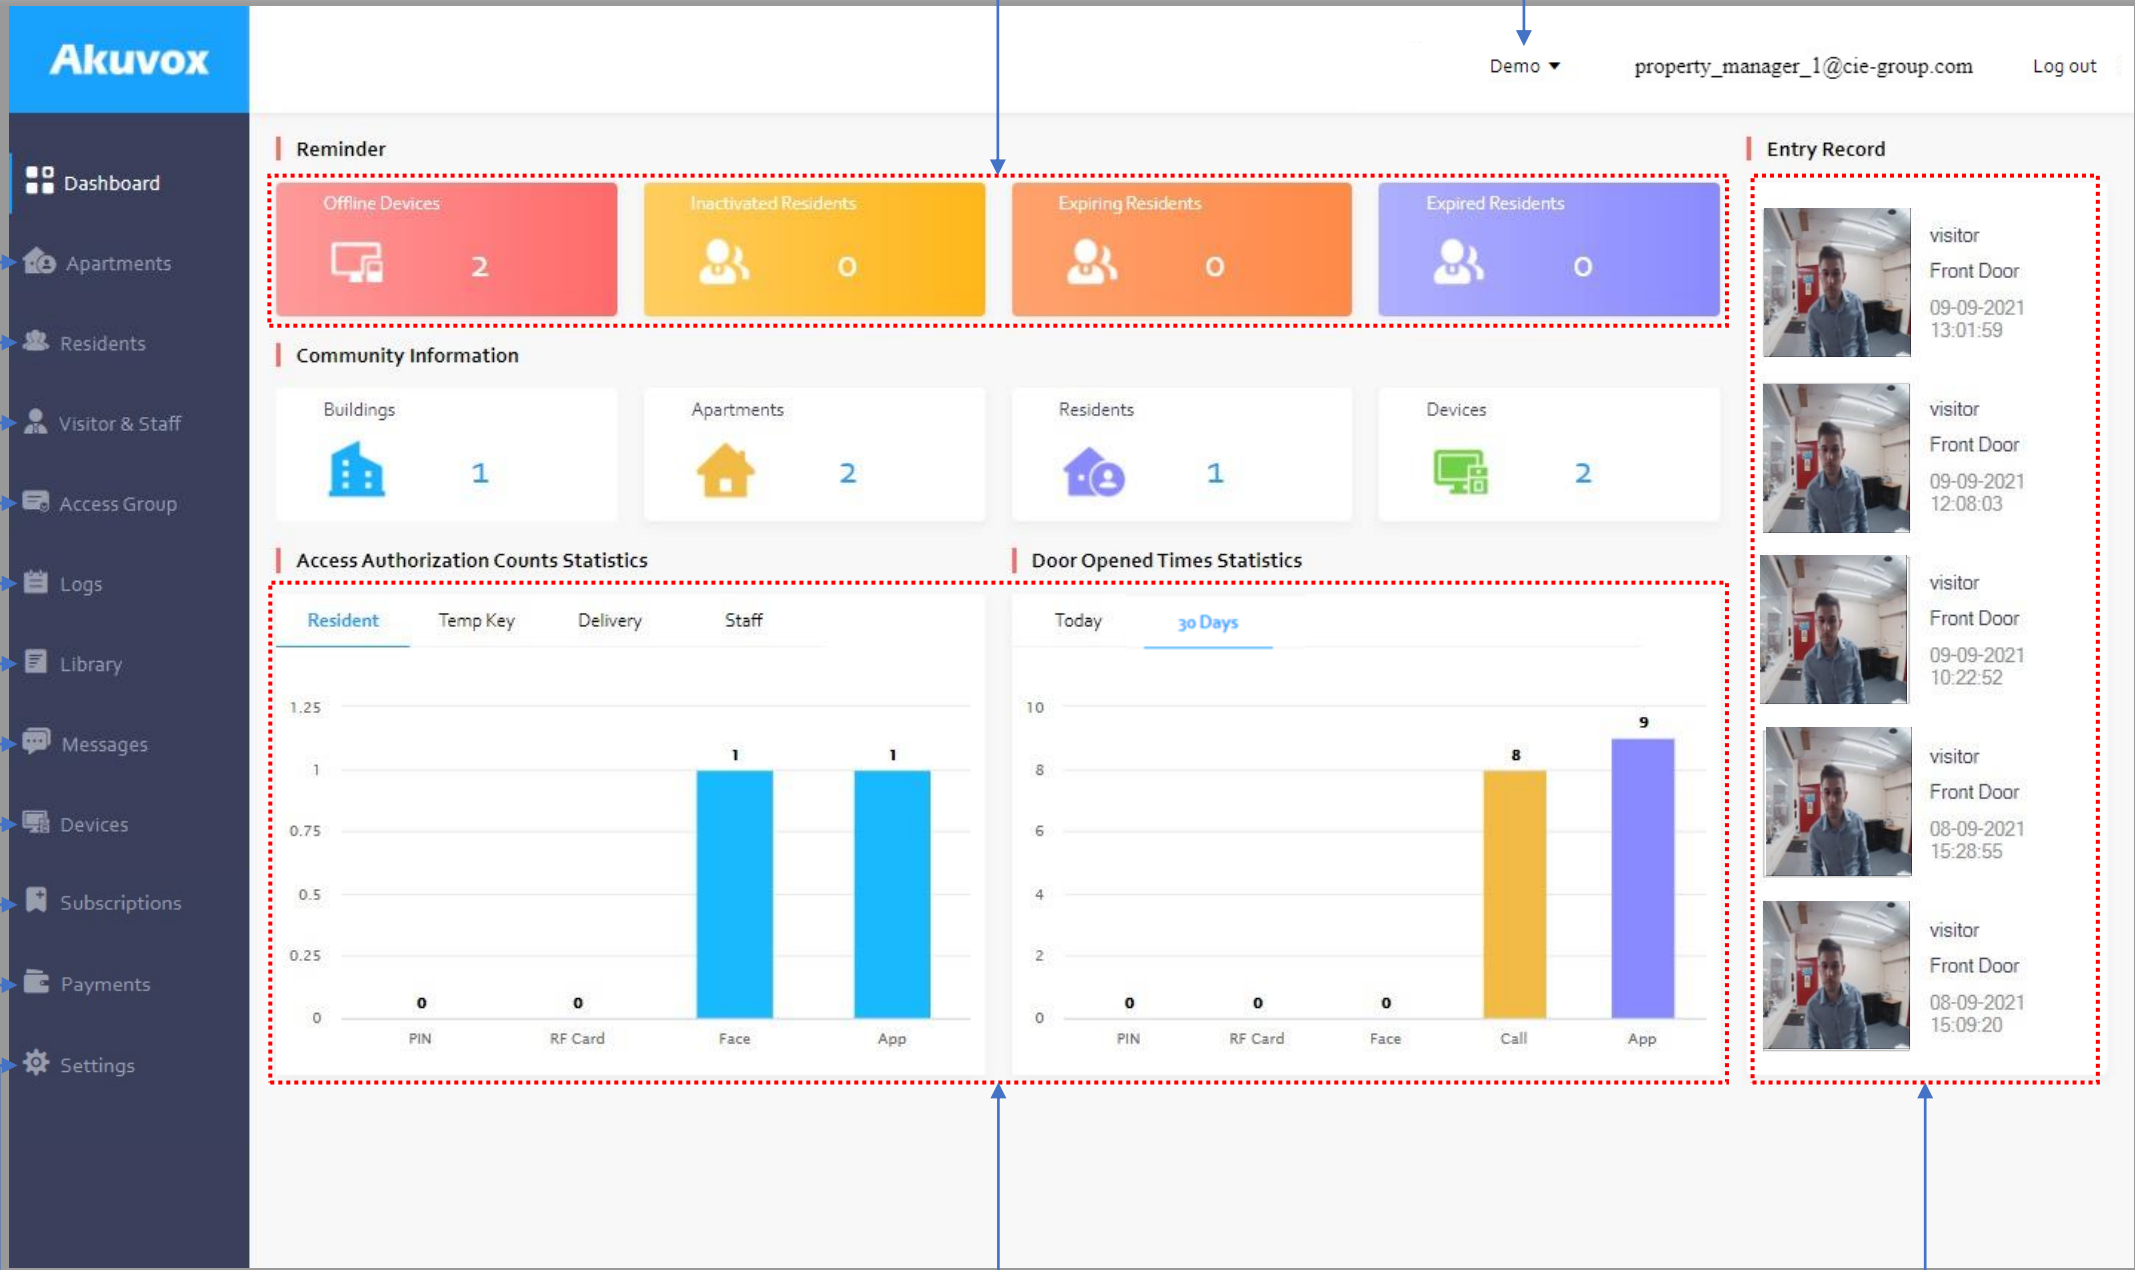 Akuvox
Demo
property_manager_1@cie-group.com
Log out
Dashboard
Apartments
Residents
Visitor & Staff
Access Group
Logs
Library
Messages
Devices
Subscriptions
Payments
Settings
Reminder
Offline Devices
2
Inactivated Residents
0
Expiring Residents
0
Expired Residents
0
Community Information
Buildings
1
Apartments
2
Residents
1
Devices
2
Access Authorization Counts Statistics
Resident Temp Key Delivery Staff
1.25
1
0.75
0.5
0.25
0
0 0 1 1
PIN RF Card Face App
Door Opened Times Statistics
Today 30 Days
10
8
6
4
2
0
0 0 0 8 9
PIN RF Card Face Call App
Entry Record
visitor
Front Door
09-09-2021
13:01:59
visitor
Front Door
09-09-2021
12:08:03
visitor
Front Door
09-09-2021
10:22:52
visitor
Front Door
08-09-2021
15:28:55
visitor
Front Door
08-09-2021
15:09:20